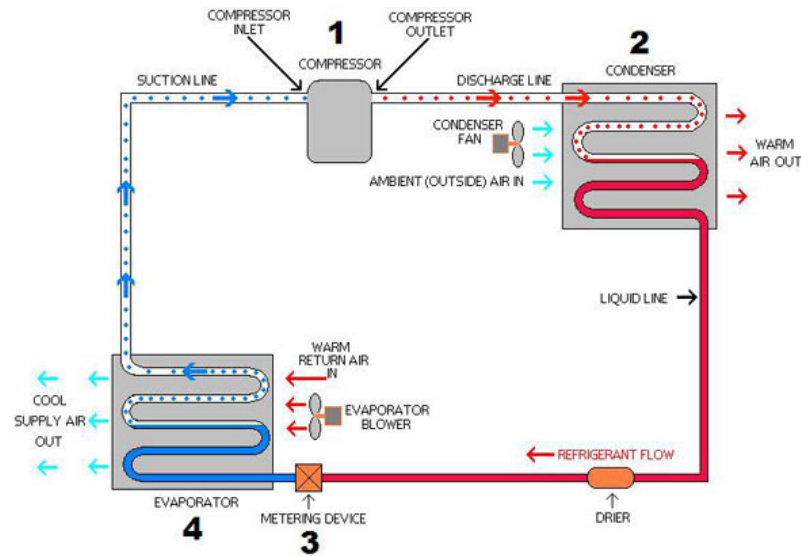 COMPRESSOR
INLET
1
COMPRESSOR
OUTLET
2
COMPRESSOR
SUCTION LINE
DISCHARGE LINE
CONDENSER
CONDENSER
FAN
WARM
AIR OUT
AMBIENT (OUTSIDE) AIR IN
LIQUID LINE
WARM
RETURN AIR
IN
COOL
SUPPLY AIR
OUT
EVAPORATOR
BLOWER
REFRIGERANT FLOW
EVAPORATOR
4
METERING DEVICE
3
DRIER